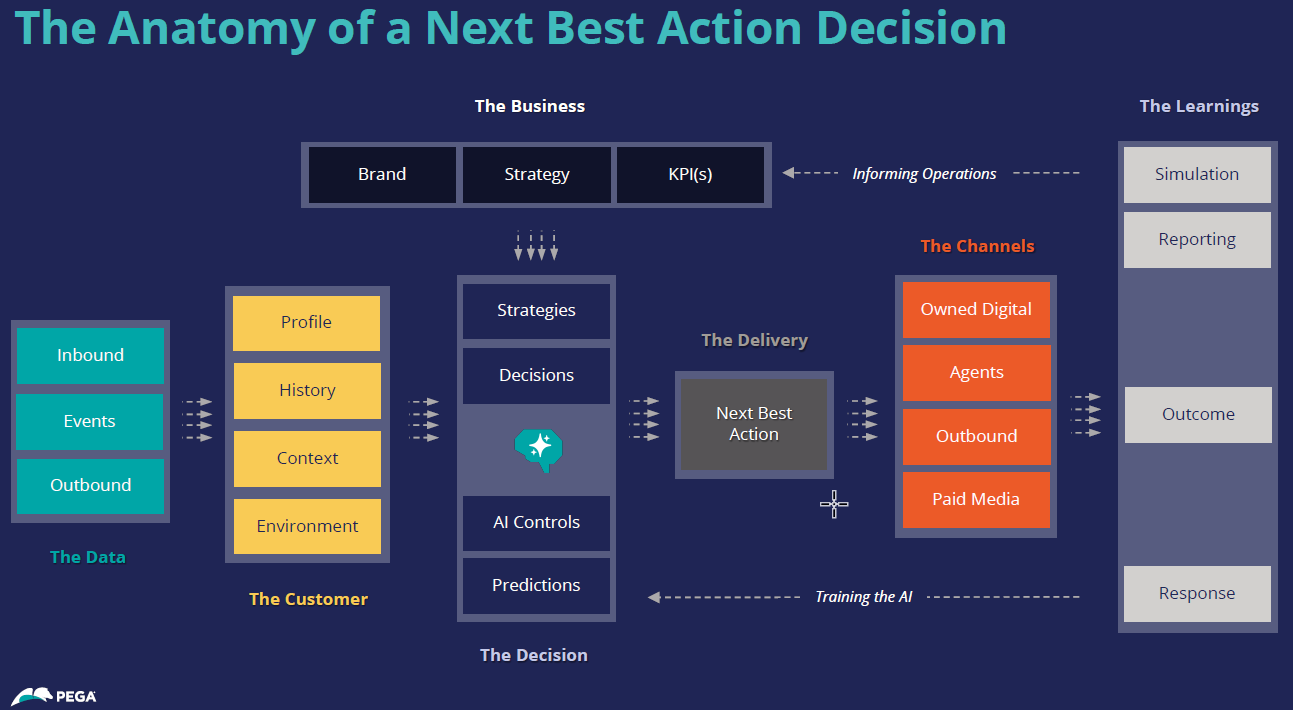 The Anatomy of a Next Best Action Decision
The Business
Brand
Strategy
KPI(s)
Informing Operations
The Learnings
Simulation
Reporting
Outcome
Response
Inbound
Events
Outbound
The Data
Profile
History
Context
Environment
The Customer
Strategies
Decisions
AI Controls
Predictions
The Decision
The Delivery
Next Best
Action
The Channels
Owned Digital
Agents
Outbound
Paid Media
Training the AI
PEGA